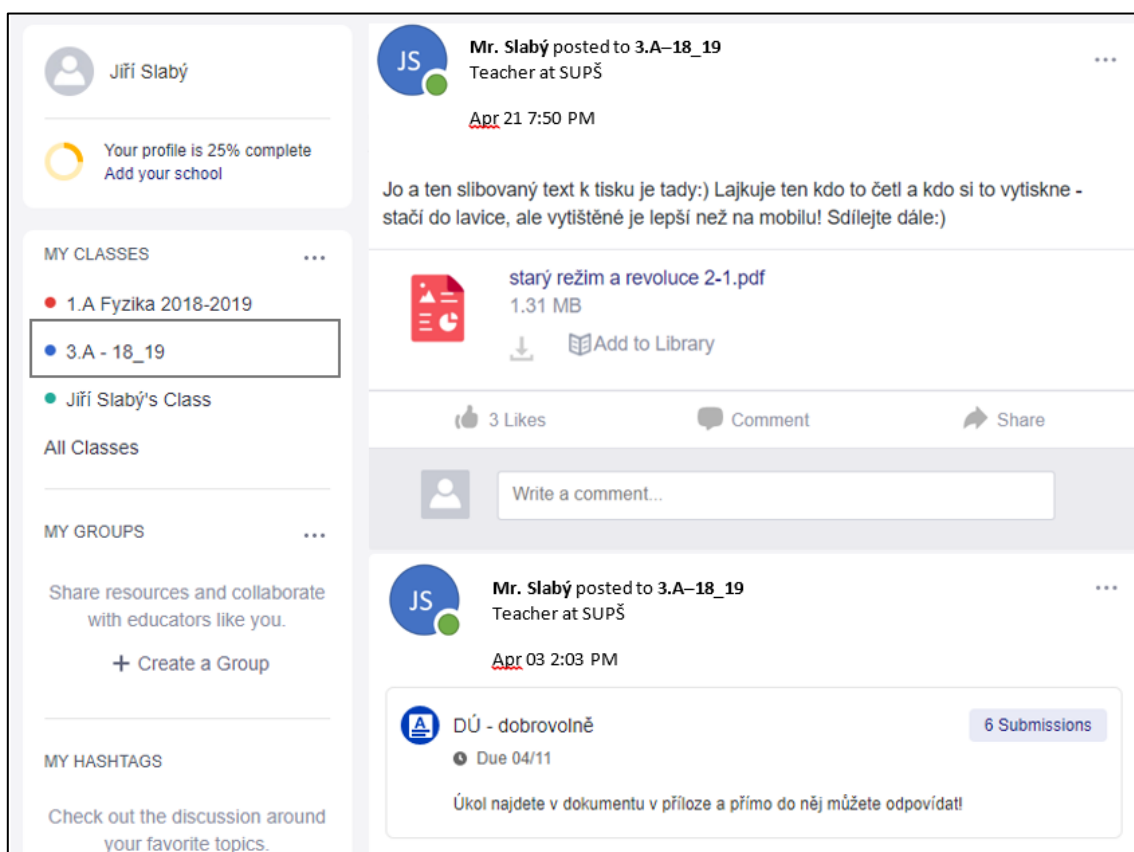 Jiří Slabý
Your profile is 25% complete
Add your school
MY CLASSES
1.A Fyzika 2018-2019
3.A - 18_19
Jiří Slabý's Class
All Classes
MY GROUPS
Share resources and collaborate
with educators like you.
+ Create a Group
MY HASHTAGS
Check out the discussion around
your favorite topics.
JS
Mr. Slabý posted to 3.A–18_19
Teacher at SUPŠ
Apr 21 7:50 PM
Jo a ten slibovaný text k tisku je tady:) Lajkuje ten kdo to četl a kdo si to vytiskne -
stačí do lavice, ale vytištěné je lepší než na mobilu! Sdílejte dále:)
starý režim a revoluce 2-1.pdf
1.31 MB
Add to Library
3 Likes
Comment
Share
Write a comment...
JS
Mr. Slabý posted to 3.A–18_19
Teacher at SUPŠ
Apr 03 2:03 PM
DÚ - dobrovolně
6 Submissions
Due 04/11
Úkol najdete v dokumentu v příloze a přímo do něj můžete odpovídat!